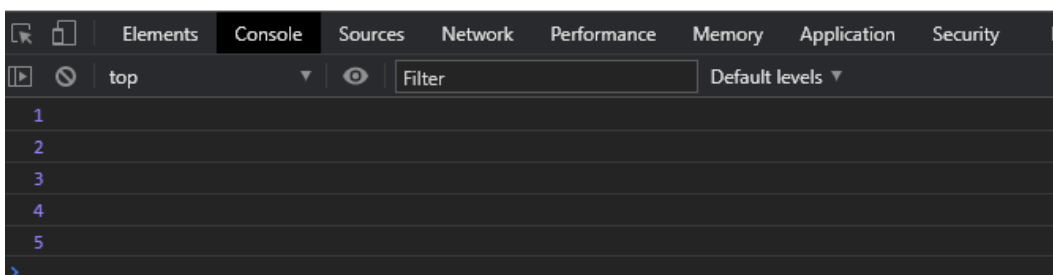 Elements Console Sources Network Performance Memory Application Security
top Filter Default levels
1
2
3
4
5